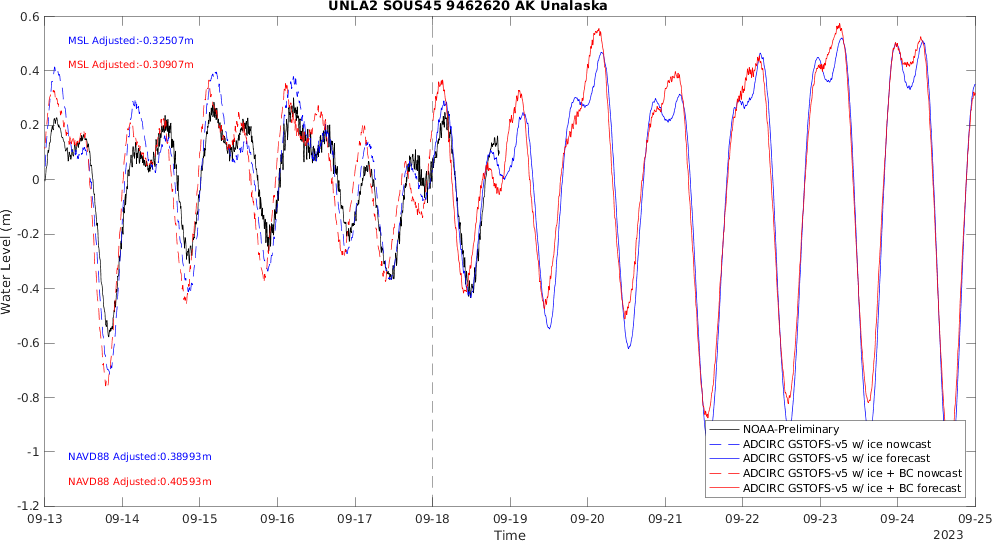 UNLA2 SOUS45 9462620 AK Unalaska
MSL Adjusted:-0.32507m
MSL Adjusted:-0.30907m
NAVD88 Adjusted:0.38993m
NAVD88 Adjusted:0.40593m
Water Level (m)
0.6
0.4
0.2
0
-0.2
-0.4
-0.6
-0.8
-1
-1.2
NOAA-Preliminary
ADCIRC GSTOFS-v5 w/ ice nowcast
ADCIRC GSTOFS-v5 w/ ice forecast
ADCIRC GSTOFS-v5 w/ ice + BC nowcast
ADCIRC GSTOFS-v5 w/ ice + BC forecast
09-13 09-14 09-15 09-16 09-17 09-18 09-19 09-20 09-21 09-22 09-23 09-24 09-25
Time
2023